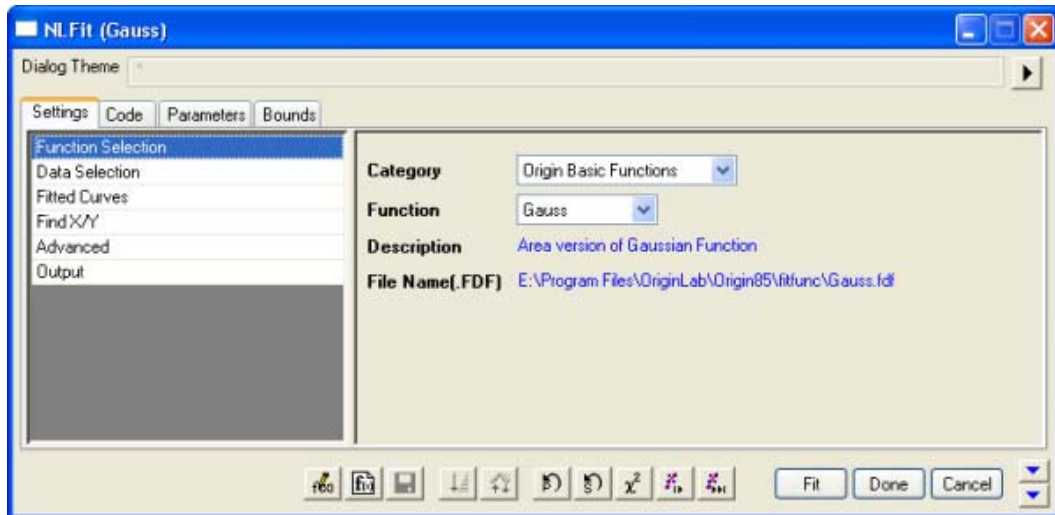 NLFit (Gauss)
Dialog Theme *
Settings Code Parameters Bounds
Function Selection
Data Selection
Fitted Curves
Find X/Y
Advanced
Output
Category Origin Basic Functions
Function Gauss
Description Area version of Gaussian Function
File Name(.FDF) E:\Program Files\OriginLab\Origin85\fitfunc\Gauss.fdf
χ²
Fit Done Cancel